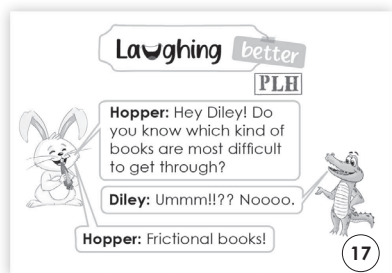 Laughing better
PLH
Hopper: Hey Diley! Do
you know which kind of
books are most difficult
to get through?
Diley: Ummm!!?? Noooo.
Hopper: Frictional books!
17